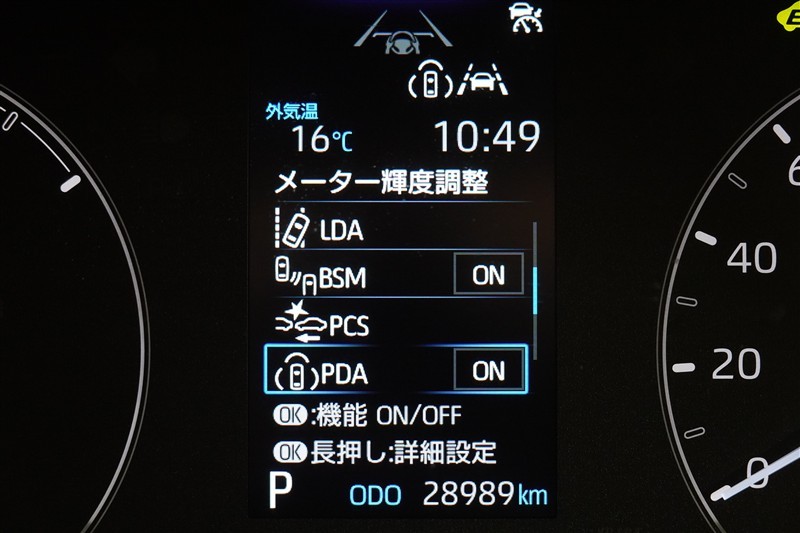 外気温
16℃ 10:49
メーター輝度調整
LDA
BSM ON
PCS
PDA ON
OK:機能 ON/OFF
OK長押し:詳細設定
P ODO 28989km
40
20
0